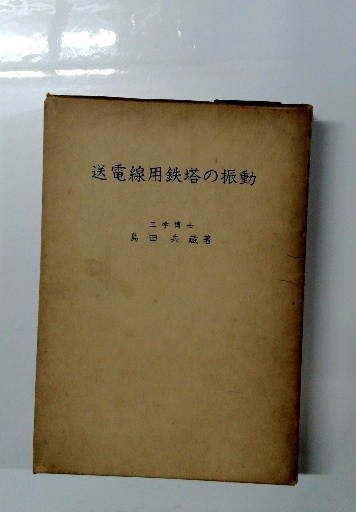 送電線用鉄塔の振動
工学博士
島田兵蔵著